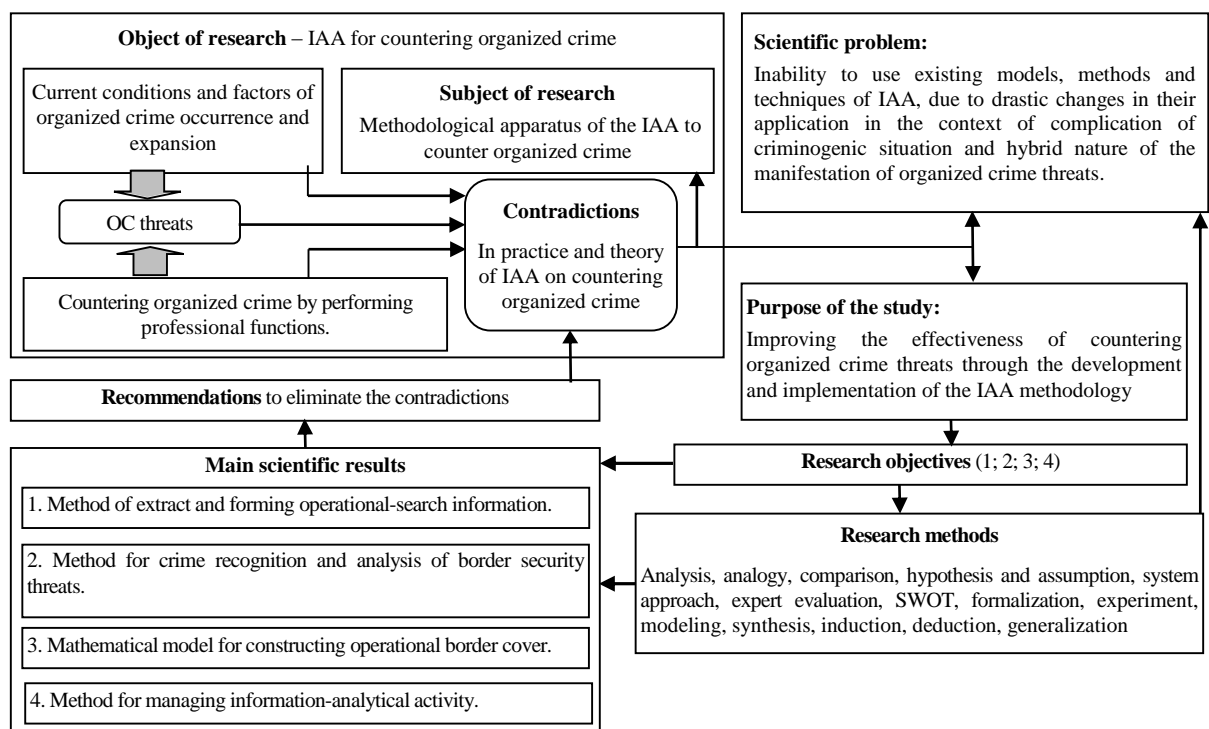 Object of research – IAA for countering organized crime
Current conditions and factors of
organized crime occurrence and
expansion
Subject of research
Methodological apparatus of the IAA to
counter organized crime
OC threats
Contradictions
In practice and theory
of IAA on countering
organized crime
Countering organized crime by performing
professional functions.
Scientific problem:
Inability to use existing models, methods and
techniques of IAA, due to drastic changes in their
application in the context of complication of
criminogenic situation and hybrid nature of the
manifestation of organized crime threats.
Purpose of the study:
Improving the effectiveness of countering
organized crime threats through the development
and implementation of the IAA methodology
Recommendations to eliminate the contradictions
Research objectives (1; 2; 3; 4)
Main scientific results
1. Method of extract and forming operational-search information.
2. Method for crime recognition and analysis of border security
threats.
3. Mathematical model for constructing operational border cover.
4. Method for managing information-analytical activity.
Research methods
Analysis, analogy, comparison, hypothesis and assumption, system
approach, expert evaluation, SWOT, formalization, experiment,
modeling, synthesis, induction, deduction, generalization